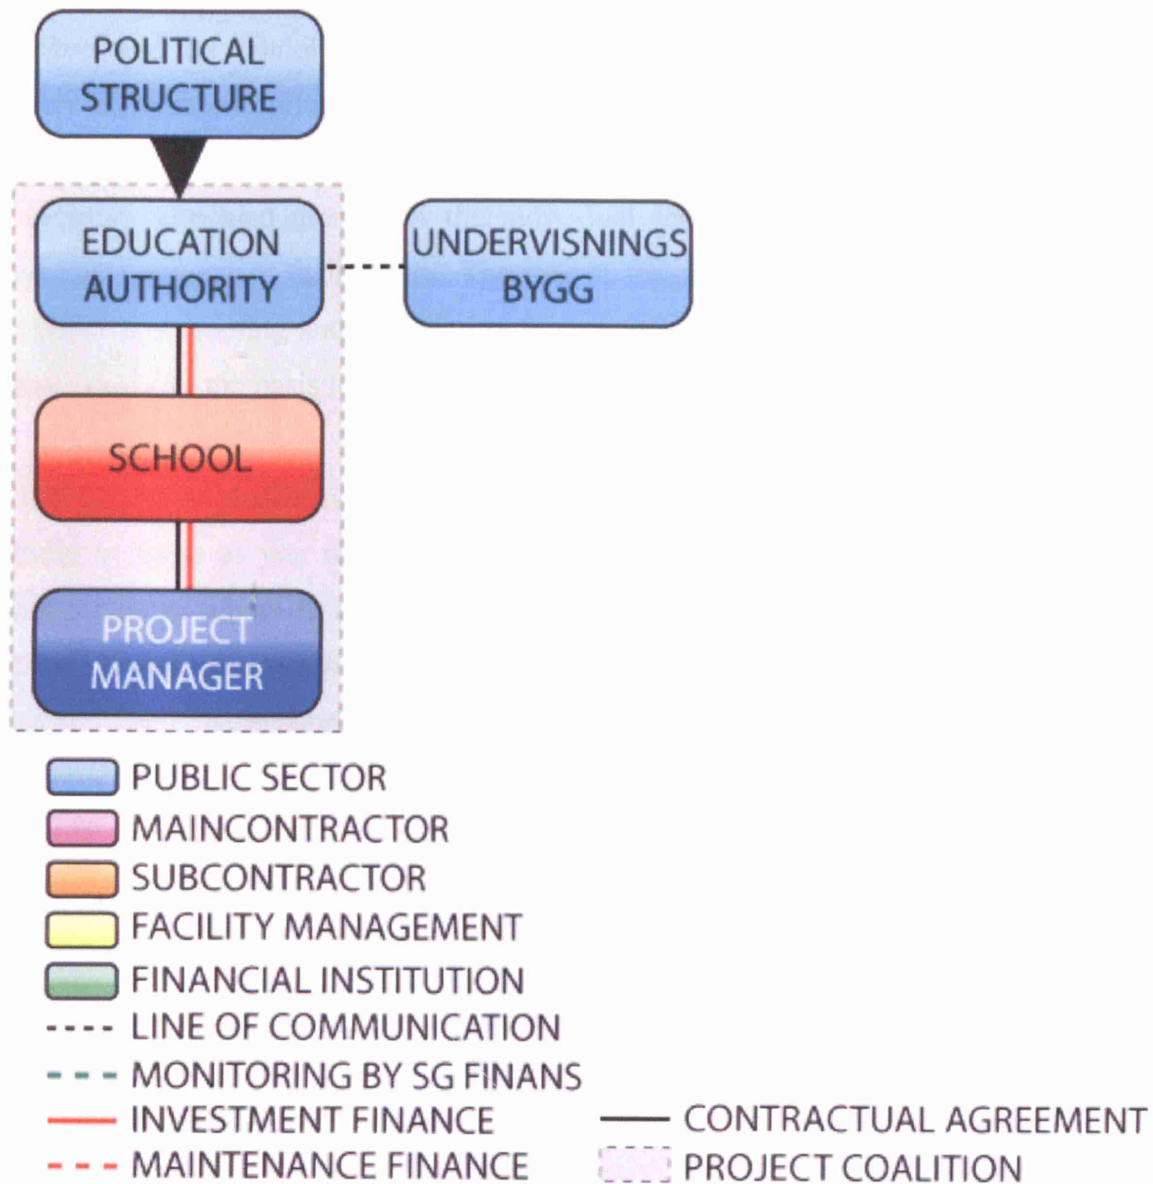 POLITICAL
STRUCTURE
EDUCATION
AUTHORITY
UNDERVISNINGS
BYGG
SCHOOL
PROJECT
MANAGER
PUBLIC SECTOR
MAINCONTRACTOR
SUBCONTRACTOR
FACILITY MANAGEMENT
FINANCIAL INSTITUTION
LINE OF COMMUNICATION
MONITORING BY SG FINANS
INVESTMENT FINANCE
MAINTENANCE FINANCE
CONTRACTUAL AGREEMENT
PROJECT COALITION